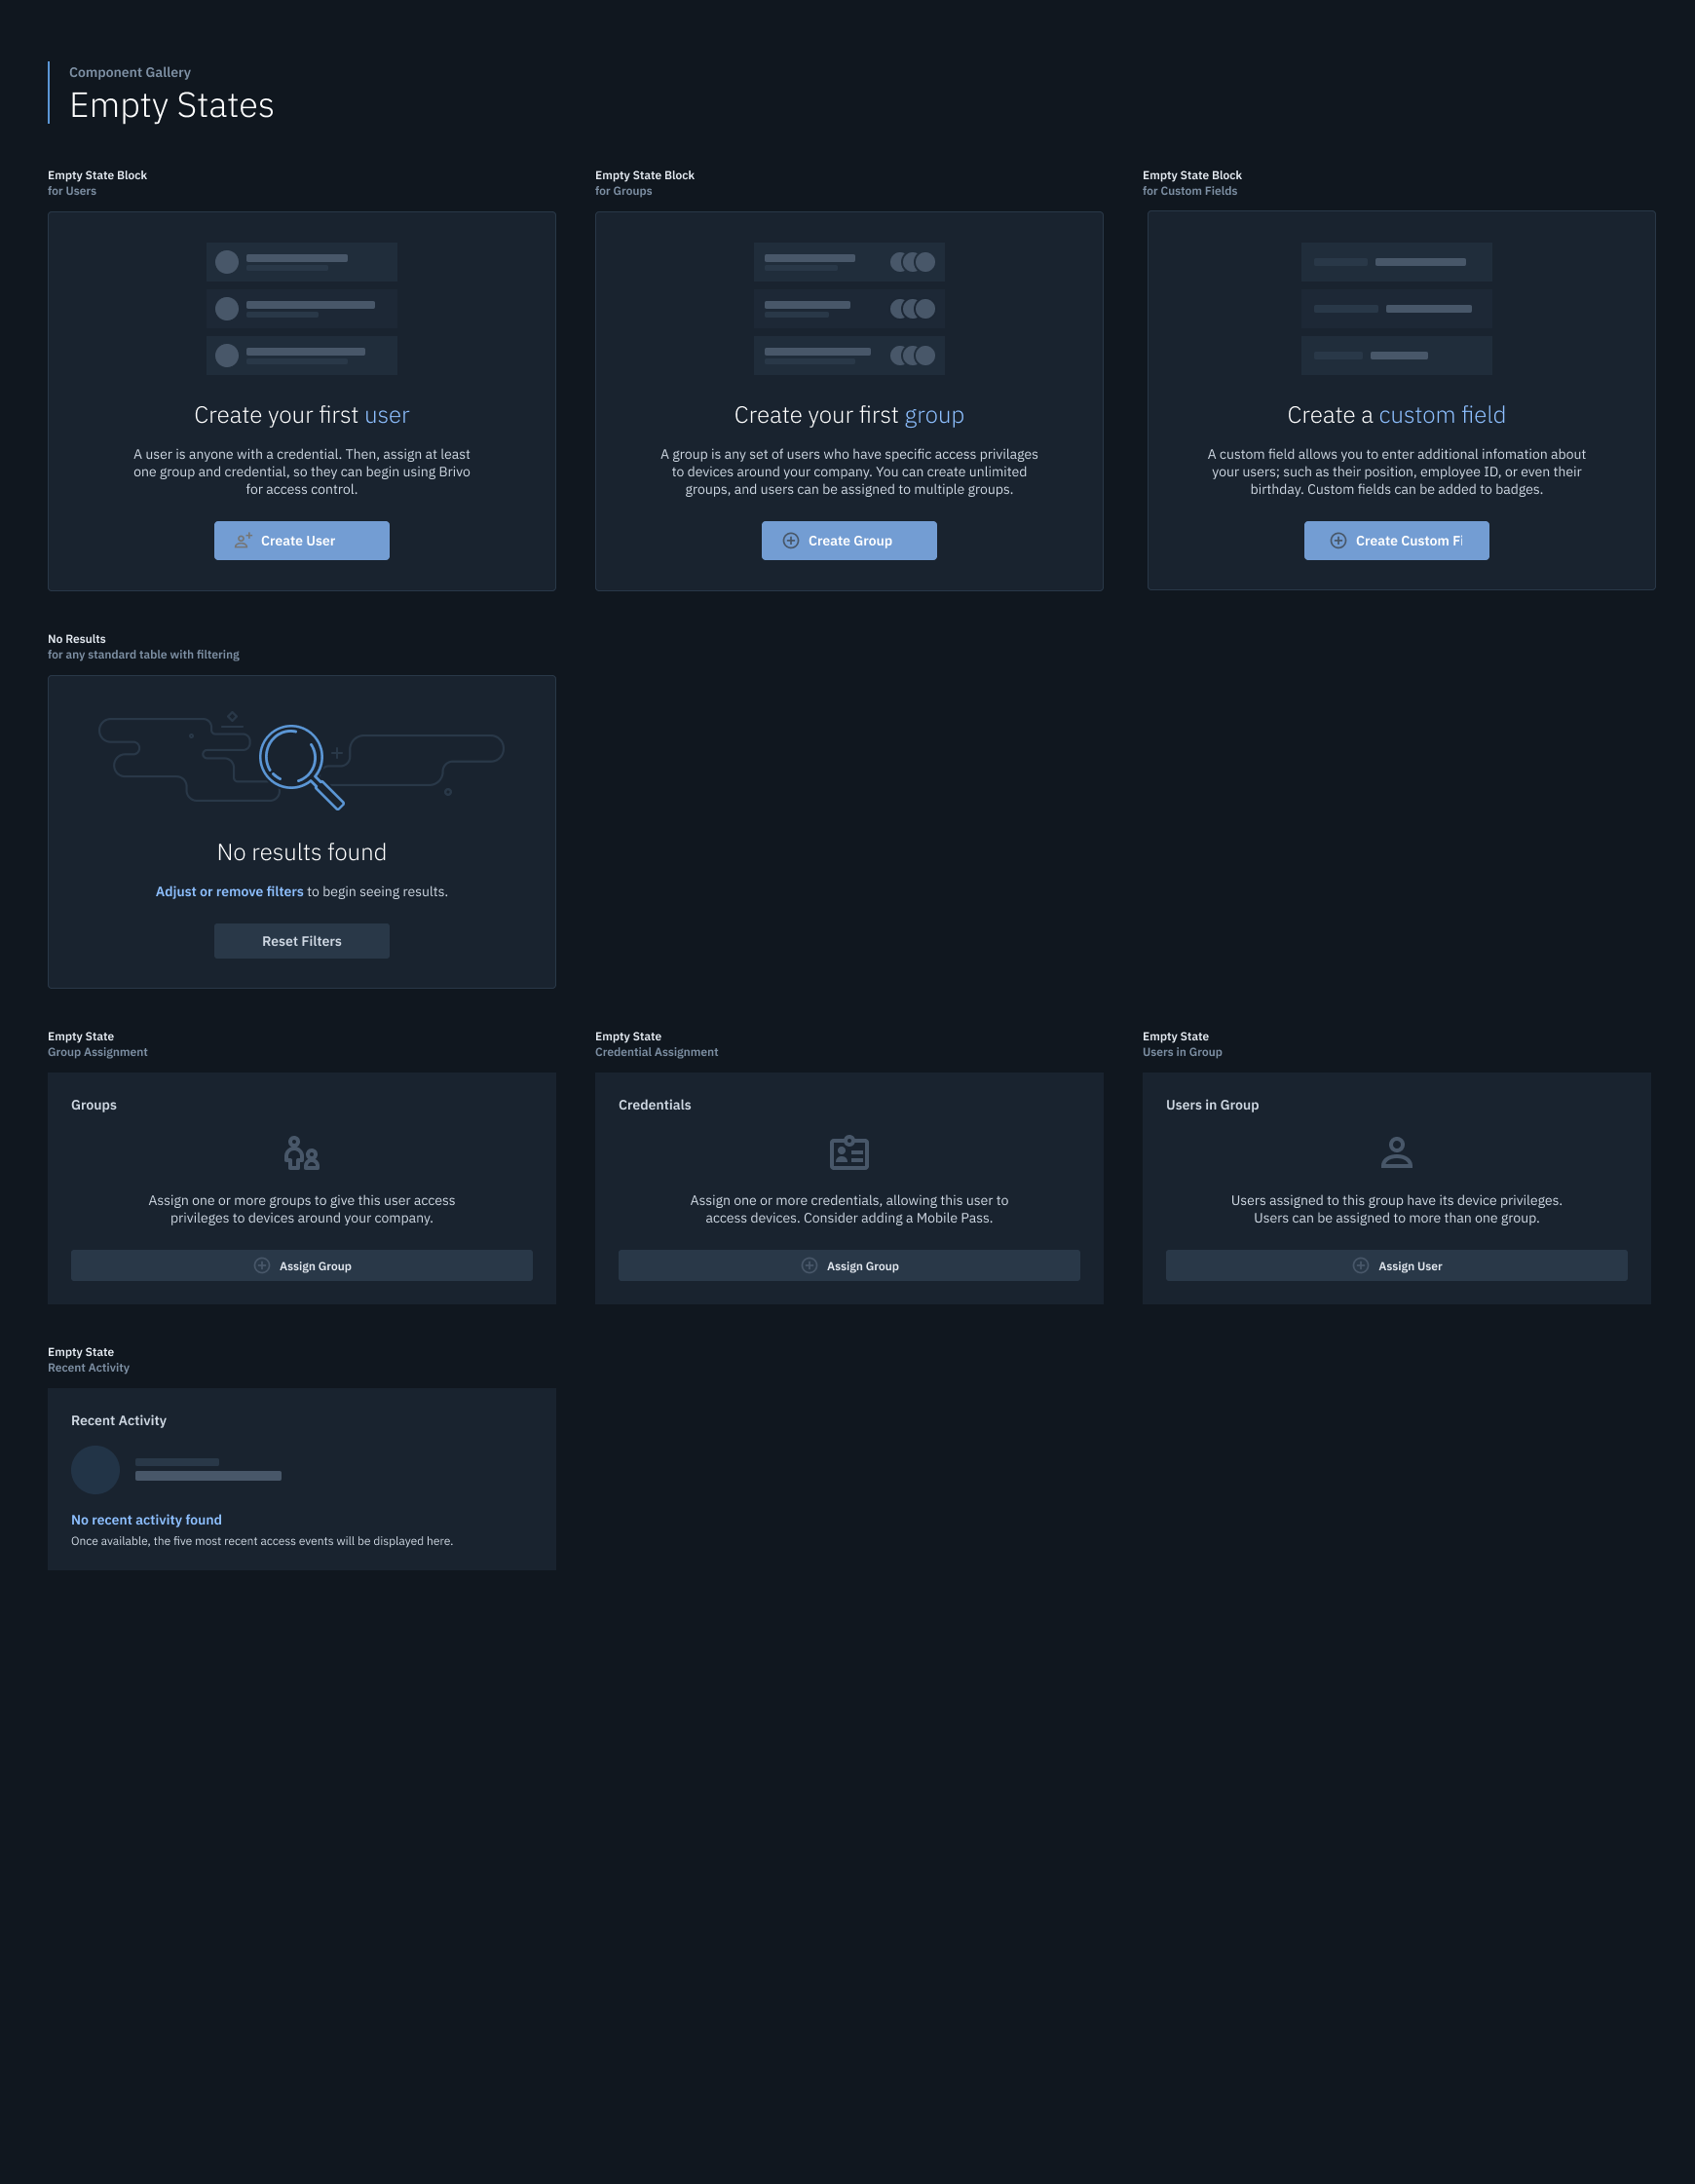 Component Gallery
Empty States
Empty State Block
for Users
Empty State Block
for Groups
Empty State Block
for Custom Fields
Create your first user
A user is anyone with a credential. Then, assign at least
one group and credential, so they can begin using Brivo
for access control.
Create User
Create your first group
A group is any set of users who have specific access privilages
to devices around your company. You can create unlimited
groups, and users can be assigned to multiple groups.
Create Group
Create a custom field
A custom field allows you to enter additional infomation about
your users; such as their position, employee ID, or even their
birthday. Custom fields can be added to badges.
Create Custom Fi
No Results
for any standard table with filtering
No results found
Adjust or remove filters to begin seeing results.
Reset Filters
Empty State
Group Assignment
Empty State
Credential Assignment
Empty State
Users in Group
Groups
Assign one or more groups to give this user access
privileges to devices around your company.
Assign Group
Credentials
Assign one or more credentials, allowing this user to
access devices. Consider adding a Mobile Pass.
Assign Group
Users in Group
Users assigned to this group have its device privileges.
Users can be assigned to more than one group.
Assign User
Empty State
Recent Activity
Recent Activity
No recent activity found
Once available, the five most recent access events will be displayed here.